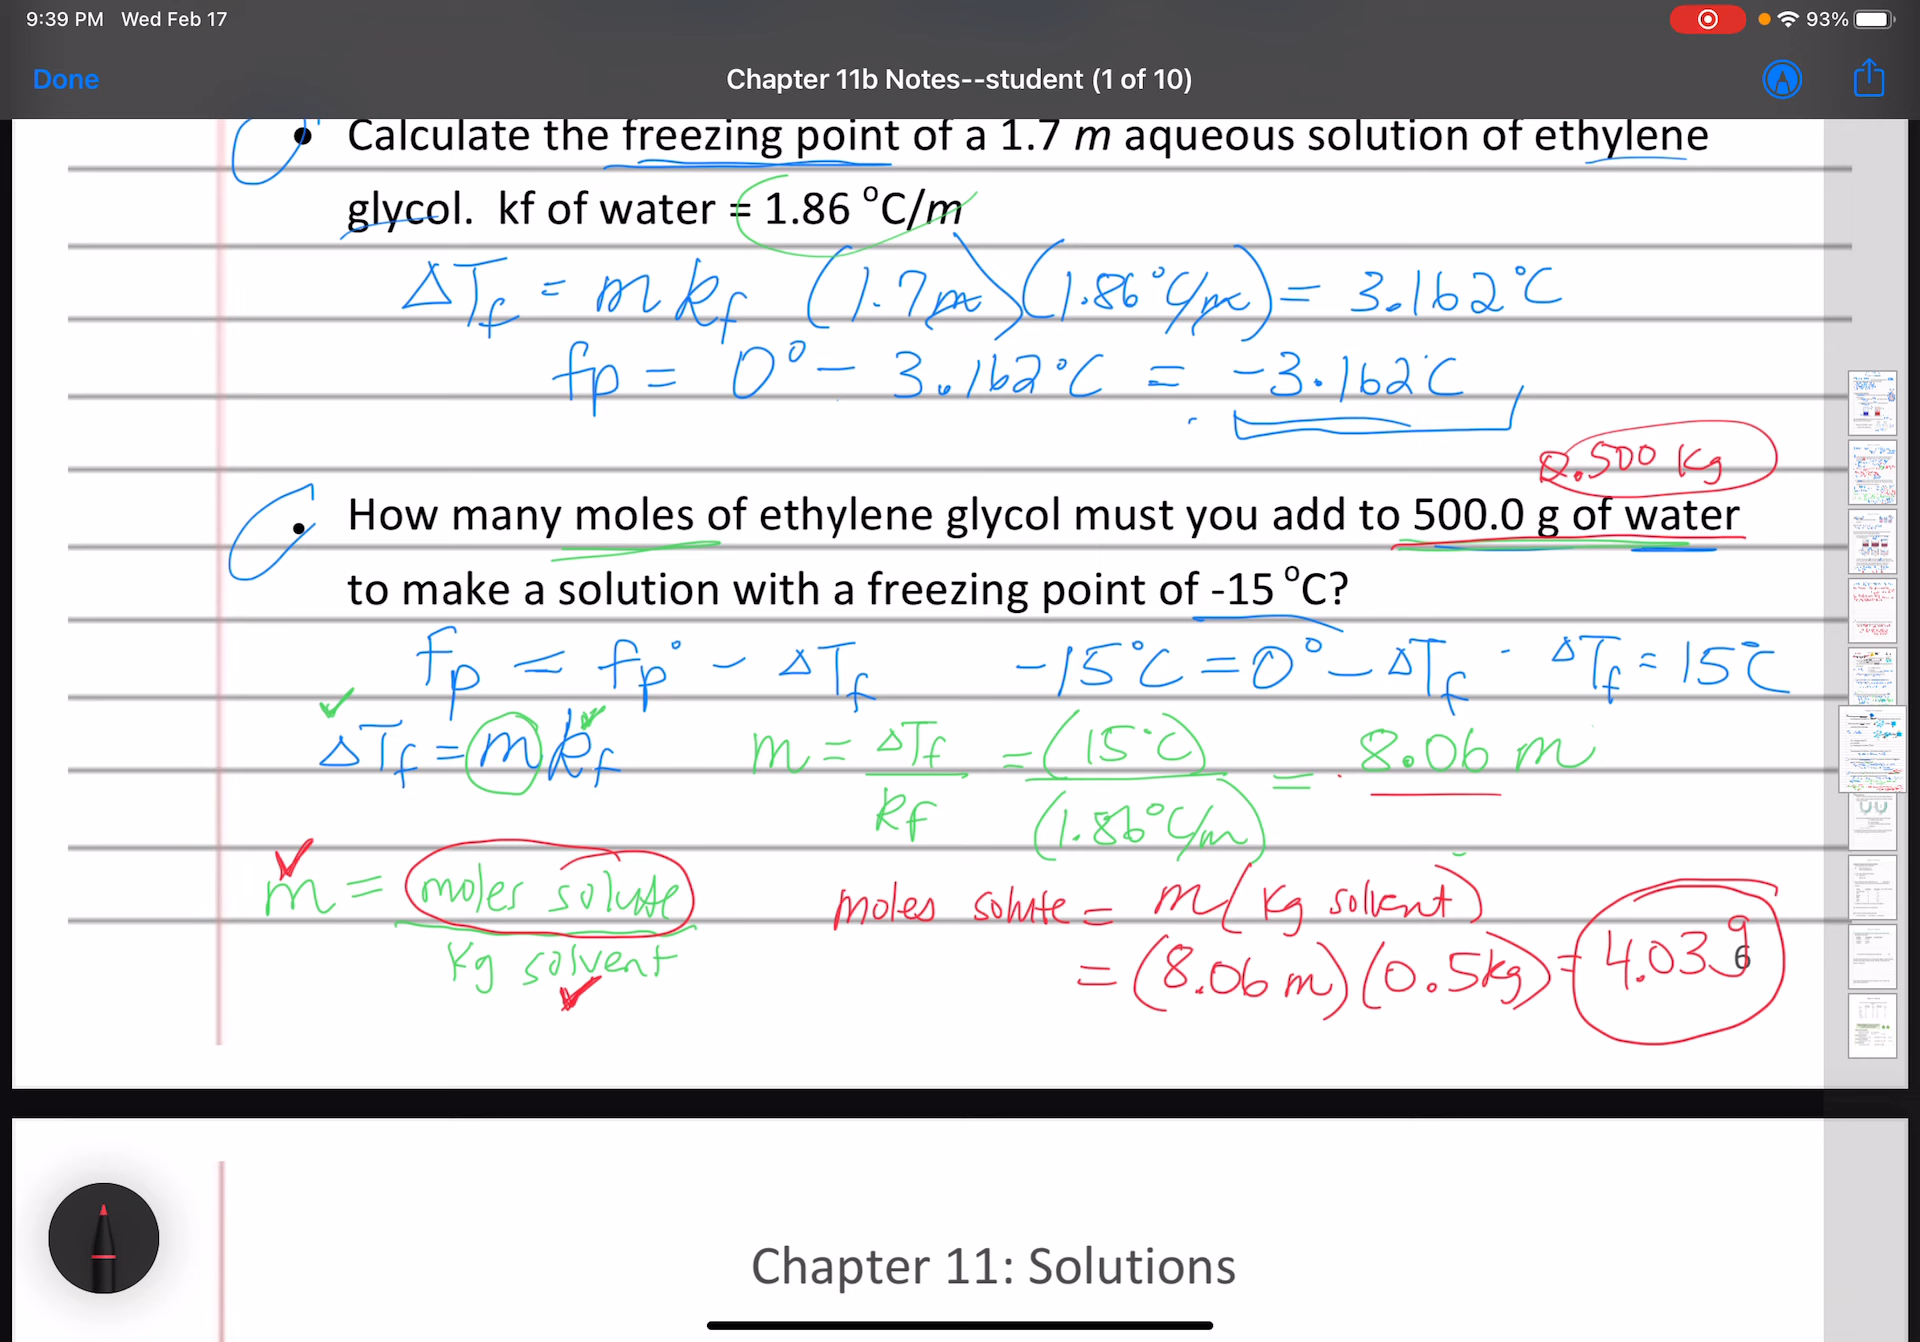 9:39 PM Wed Feb 17
93%
Done
Chapter 11b Notes--student (1 of 10)
• Calculate the freezing point of a 1.7 m aqueous solution of ethylene
glycol. kf of water = 1.86 °C/m
ΔTf = m kf (1.7m)(1.86°C/m) = 3.162°C
fp = 0° - 3.162°C = -3.162°C
0.500 Kg
• How many moles of ethylene glycol must you add to 500.0 g of water
to make a solution with a freezing point of -15 °C?
fp = fp° - ΔTf -15°C = 0° - ΔTf ΔTf = 15°C
ΔTf = m kf m = ΔTf / kf = (15°C) / (1.86°C/m) = 8.06 m
m = moles solute / Kg solvent
moles solute = m (Kg solvent)
= (8.06 m)(0.5kg) = 4.03 g
6
Chapter 11: Solutions